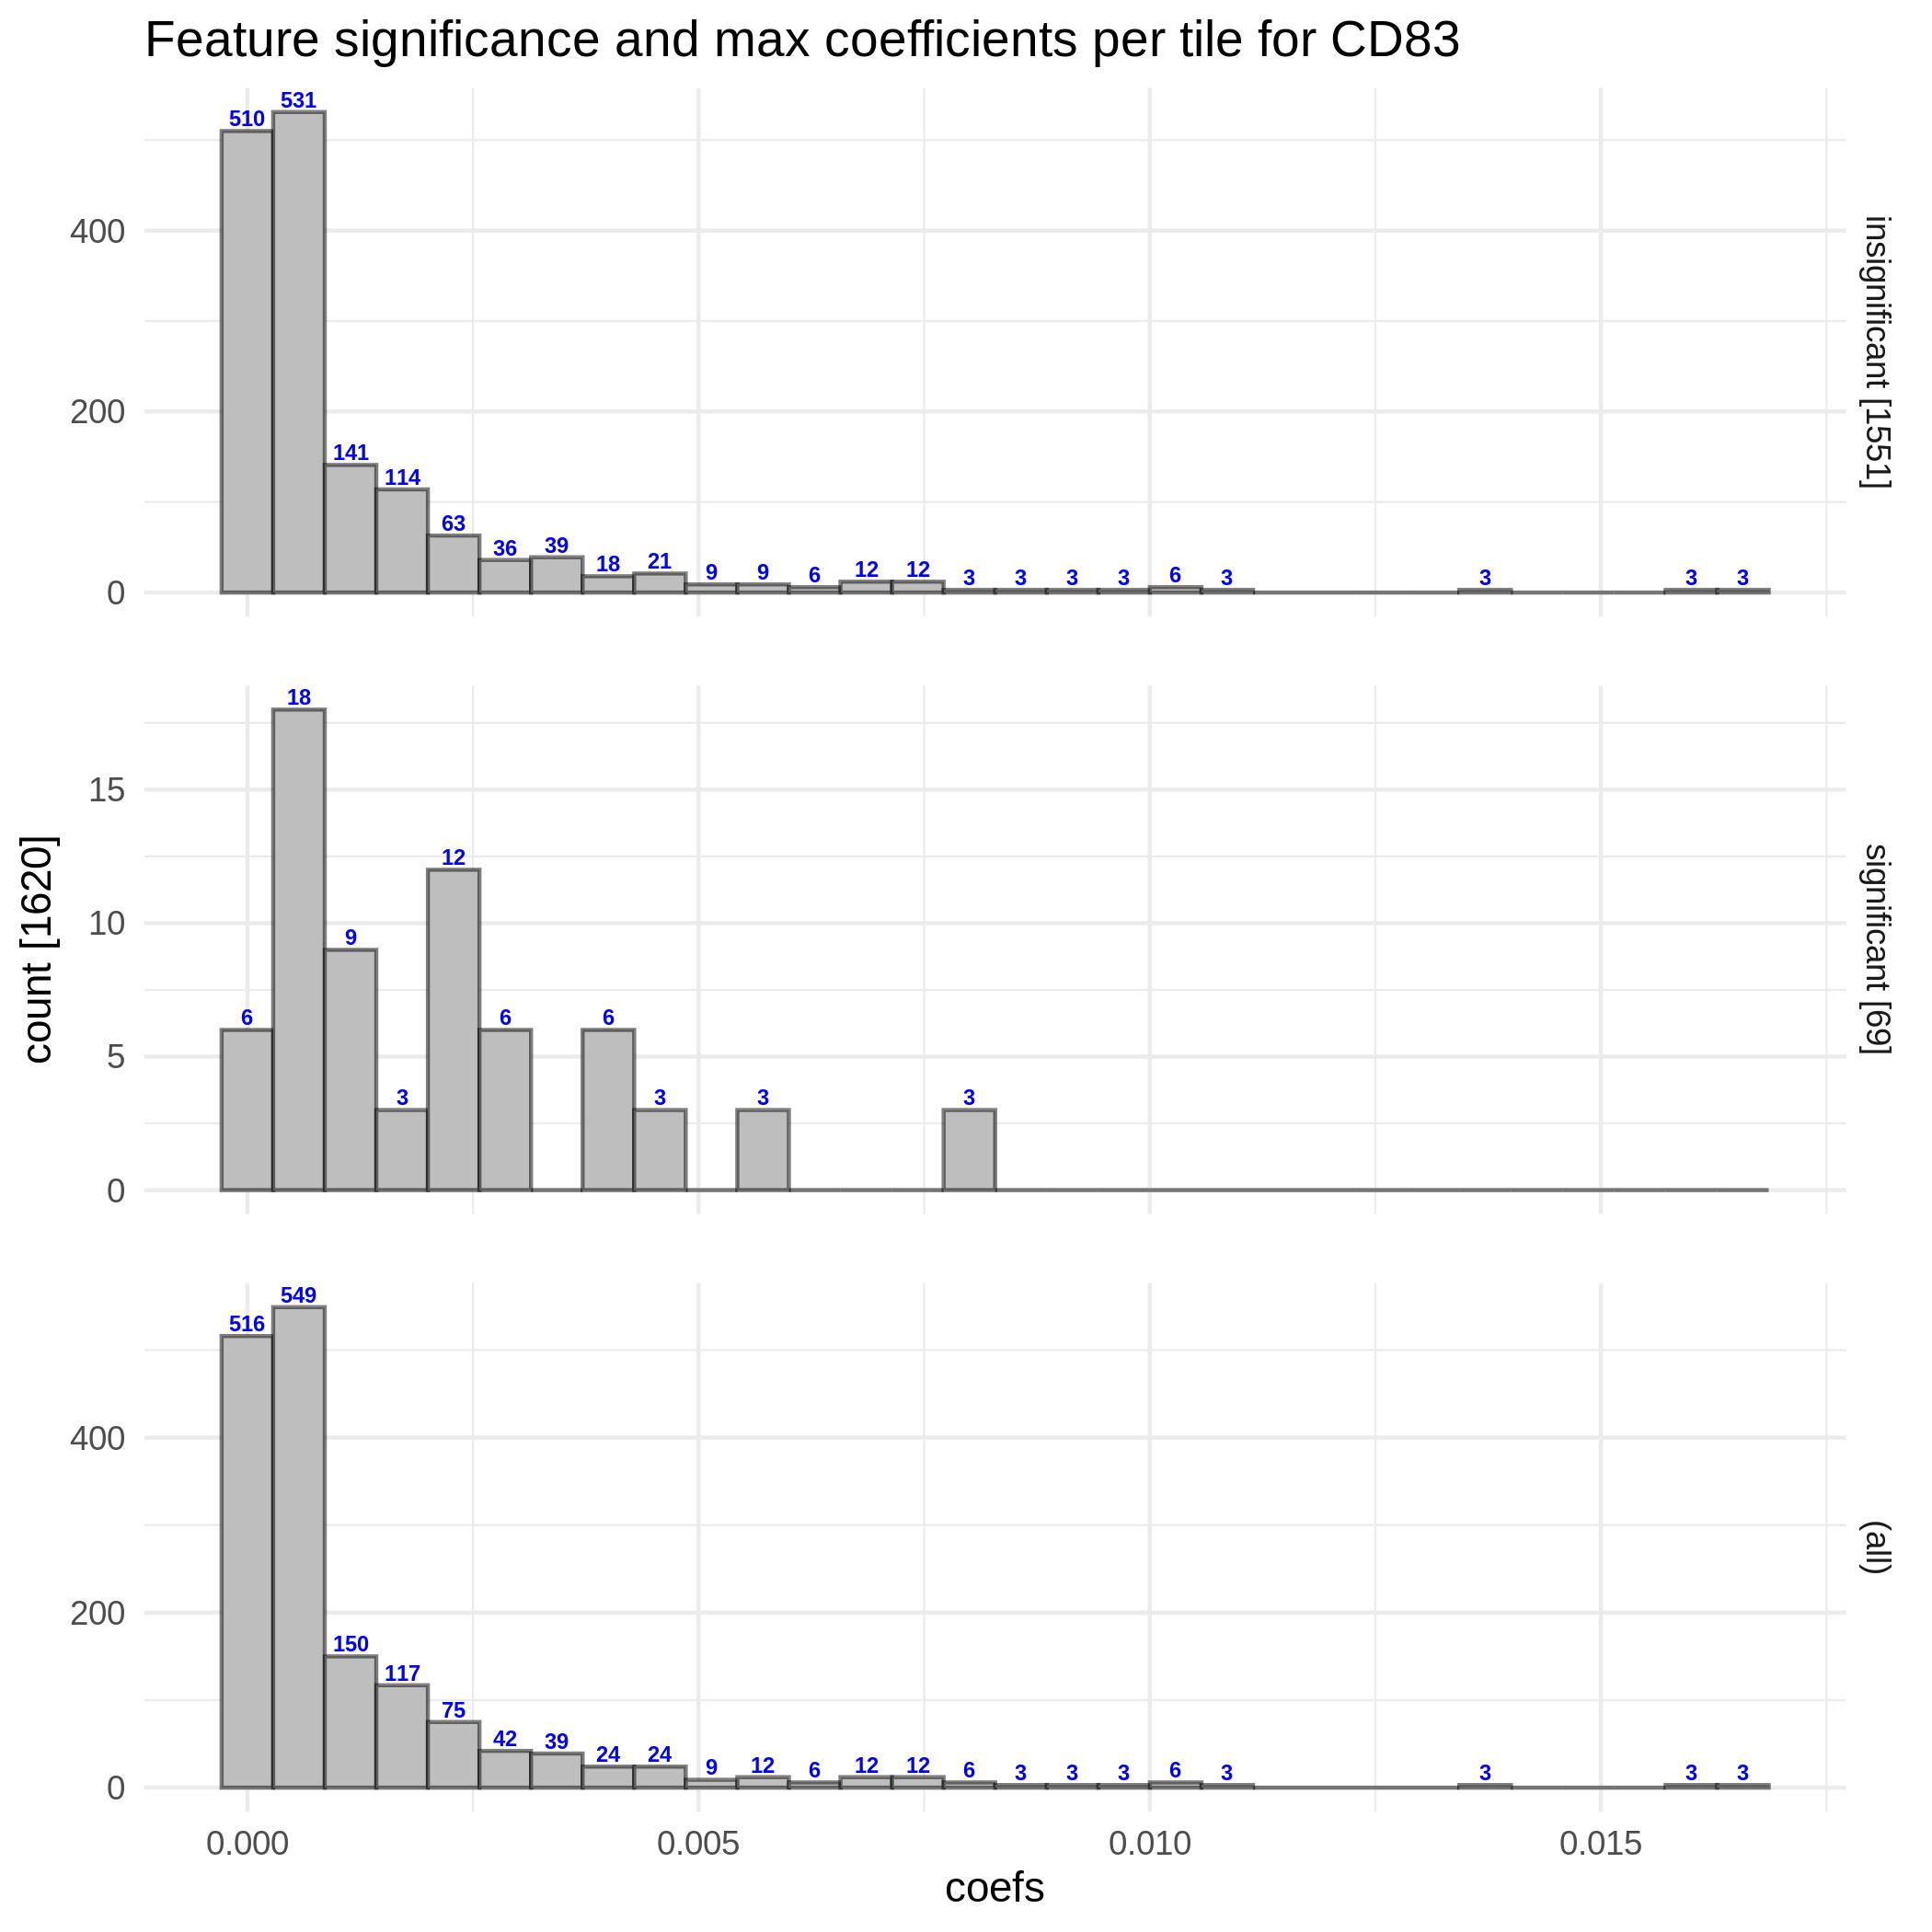 Feature significance and max coefficients per tile for CD83
510 531 141 114 63 36 39 18 21 9 9 6 12 12 3 3 3 3 6 3 3 3 3
400
200
0
insignificant [1551]
6 18 9 3 12 6 6 3 3 3
15
10
5
0
significant [69]
count [1620]
516 549 150 117 75 42 39 24 24 9 12 6 12 12 6 3 3 3 6 3 3 3 3
400
200
0
(all)
0.000 0.005 0.010 0.015
coefs